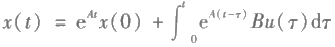 x(t) = e^{At}x(0) + ∫_0^t e^{A(t-τ)}Bu(τ)dτ